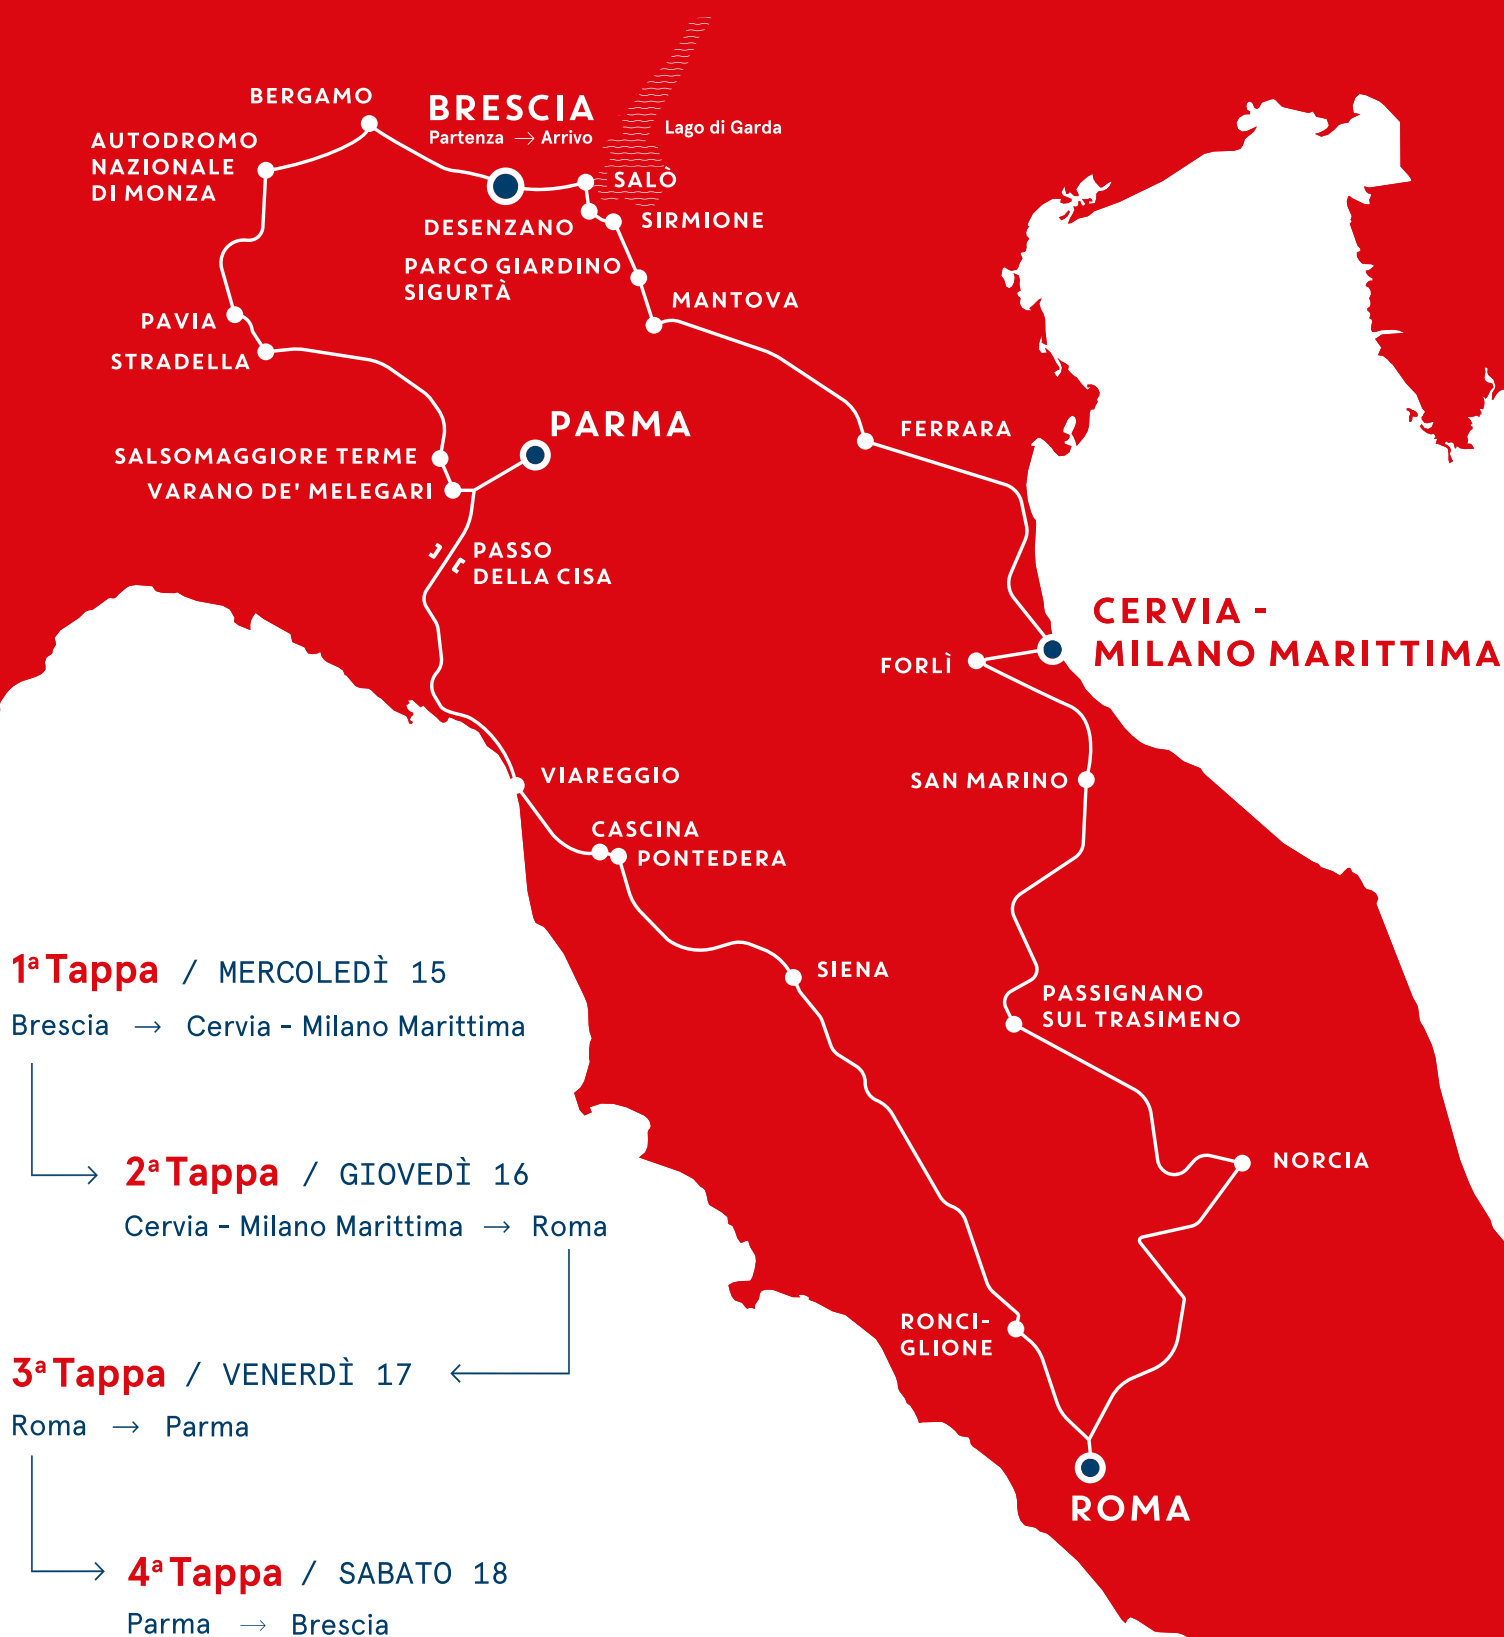 BERGAMO
BRESCIA
Partenza → Arrivo
Lago di Garda
AUTODROMO
NAZIONALE
DI MONZA
SALÒ
DESENZANO
SIRMIONE
PARCO GIARDINO
SIGURTÀ
MANTOVA
PAVIA
STRADELLA
PARMA
FERRARA
SALSOMAGGIORE TERME
VARANO DE' MELEGARI
PASSO
DELLA CISA
CERVIA -
MILANO MARITTIMA
FORLÌ
VIAREGGIO
SAN MARINO
CASCINA
PONTEDERA
SIENA
PASSIGNANO
SUL TRASIMENO
NORCIA
RONCI-
GLIONE
ROMA
1ª Tappa / MERCOLEDÌ 15
Brescia → Cervia - Milano Marittima
2ª Tappa / GIOVEDÌ 16
Cervia - Milano Marittima → Roma
3ª Tappa / VENERDÌ 17
Roma → Parma
4ª Tappa / SABATO 18
Parma → Brescia